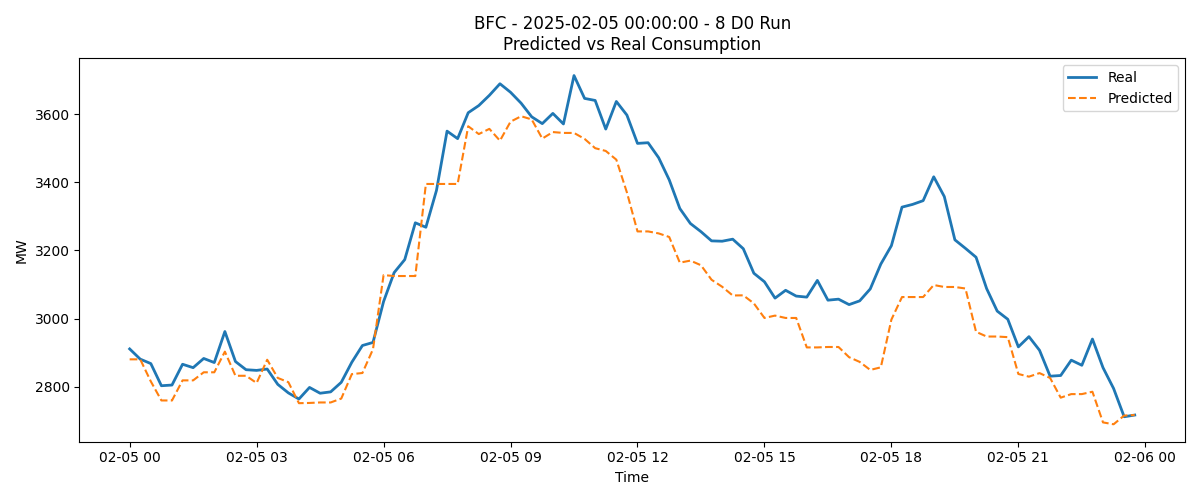 BFC - 2025-02-05 00:00:00 - 8 D0 Run
Predicted vs Real Consumption
Real
Predicted
MW
3600
3400
3200
3000
2800
02-05 00
02-05 03
02-05 06
02-05 09
02-05 12
02-05 15
02-05 18
02-05 21
02-06 00
Time